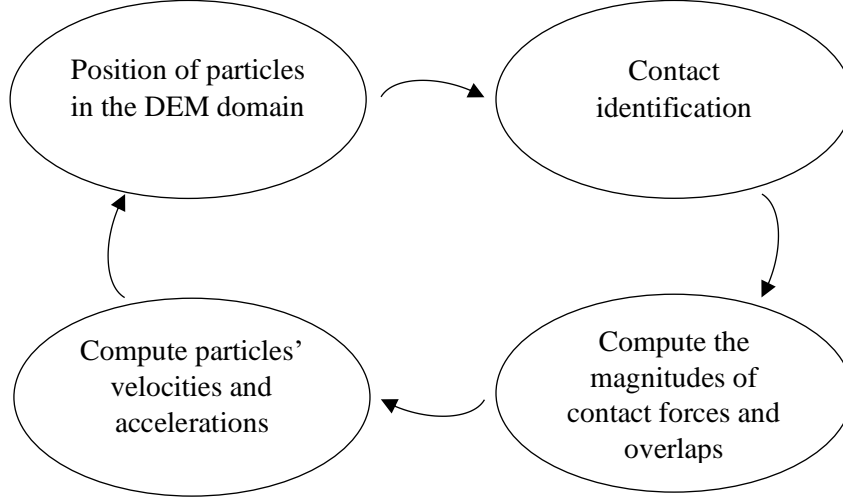 Position of particles
in the DEM domain
Contact
identification
Compute the
magnitudes of
contact forces and
overlaps
Compute particles’
velocities and
accelerations